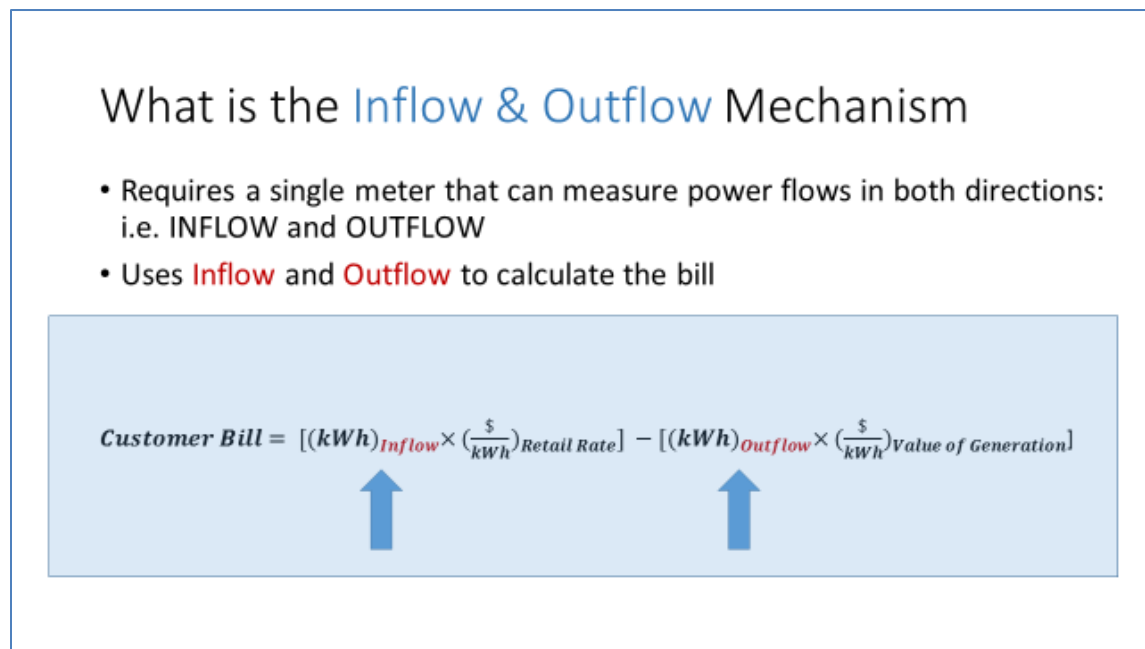 What is the Inflow & Outflow Mechanism
• Requires a single meter that can measure power flows in both directions:
i.e. INFLOW and OUTFLOW
• Uses Inflow and Outflow to calculate the bill
Customer Bill = [(kWh)Inflow × ($/kWh)Retail Rate] − [(kWh)Outflow × ($/kWh)Value of Generation]